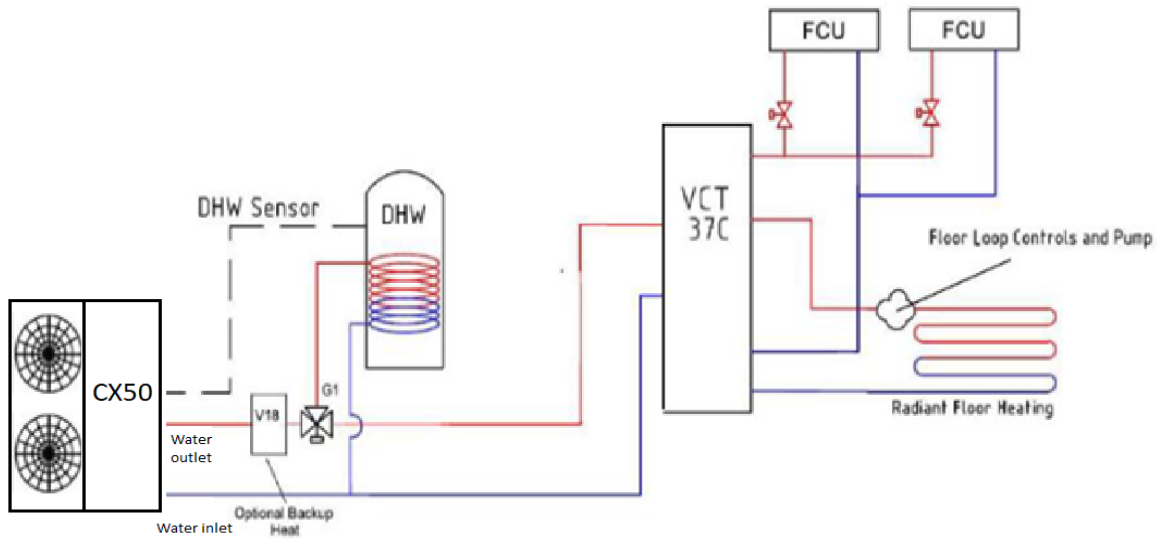 FCU
FCU
VCT
37C
DHW Sensor
DHW
Floor Loop Controls and Pump
CX50
G1
V18
Radiant Floor Heating
Water
outlet
Optional Backup
Heat
Water inlet